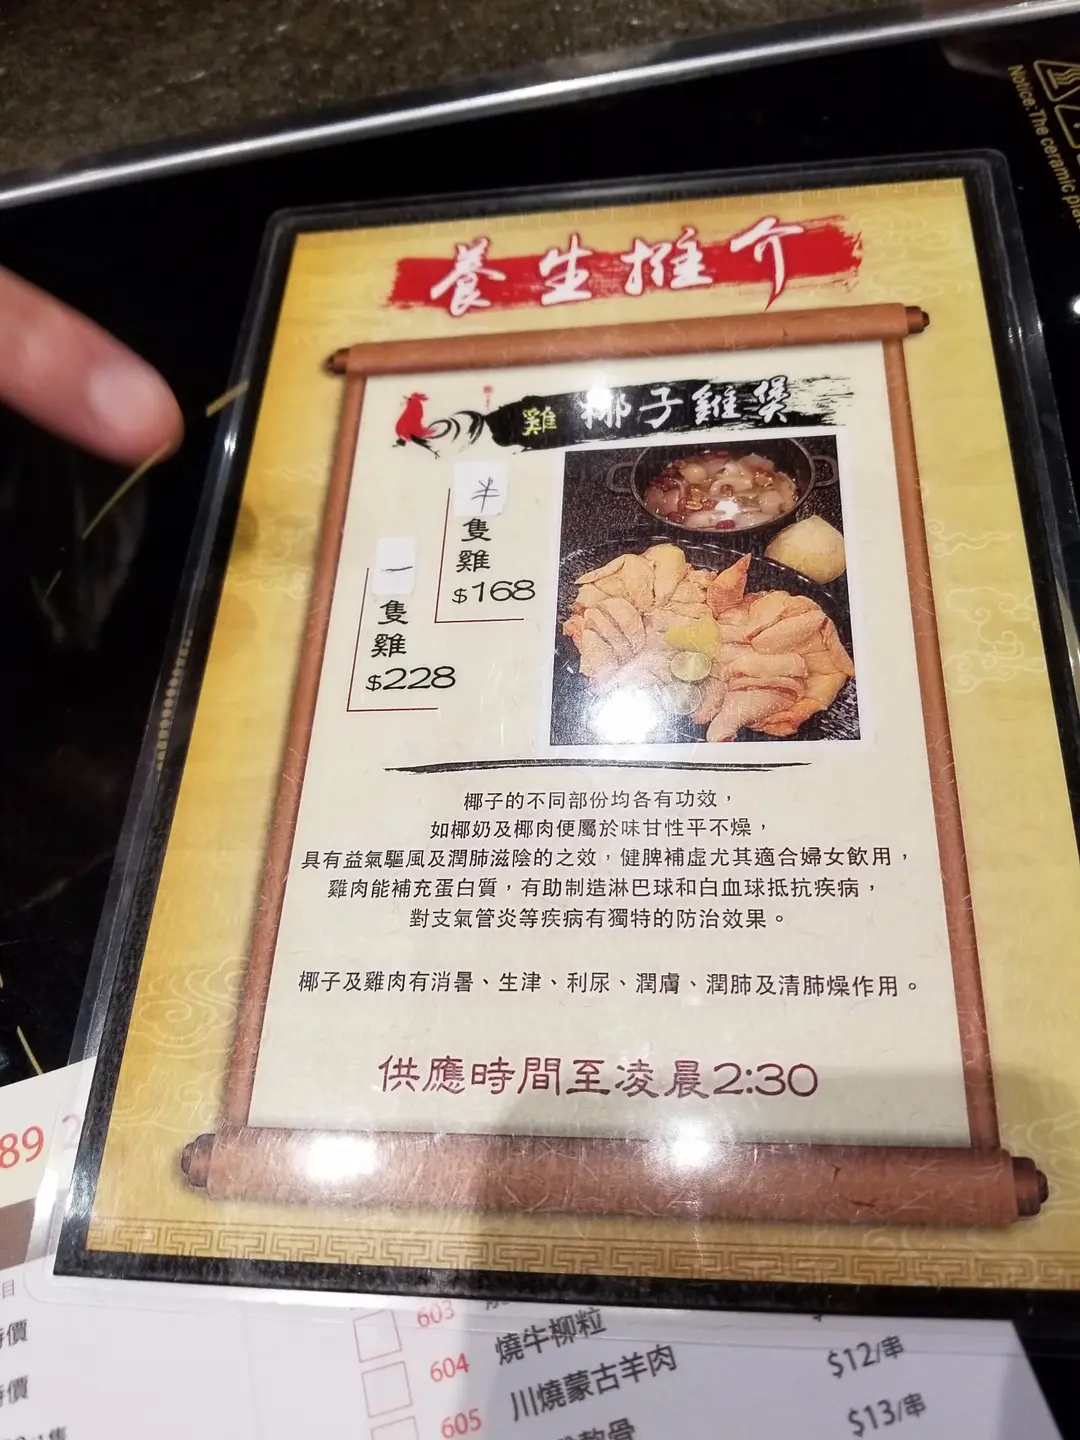 Notice: The ceramic
養生推介
雞 椰子雞煲
半隻雞
$168
一隻雞
$228
椰子的不同部份均各有功效，
如椰奶及椰肉便屬於味甘性平不燥，
具有益氣驅風及潤肺滋陰的之效，健脾補虛尤其適合婦女飲用，
雞肉能補充蛋白質，有助制造淋巴球和白血球抵抗疾病，
對支氣管炎等疾病有獨特的防治效果。
椰子及雞肉有消暑、生津、利尿、潤膚、潤肺及清肺燥作用。
供應時間至凌晨2:30
89
目
特價
特價
603
604 燒牛柳粒
605 川燒蒙古羊肉 $12/串
軟骨 $13/串